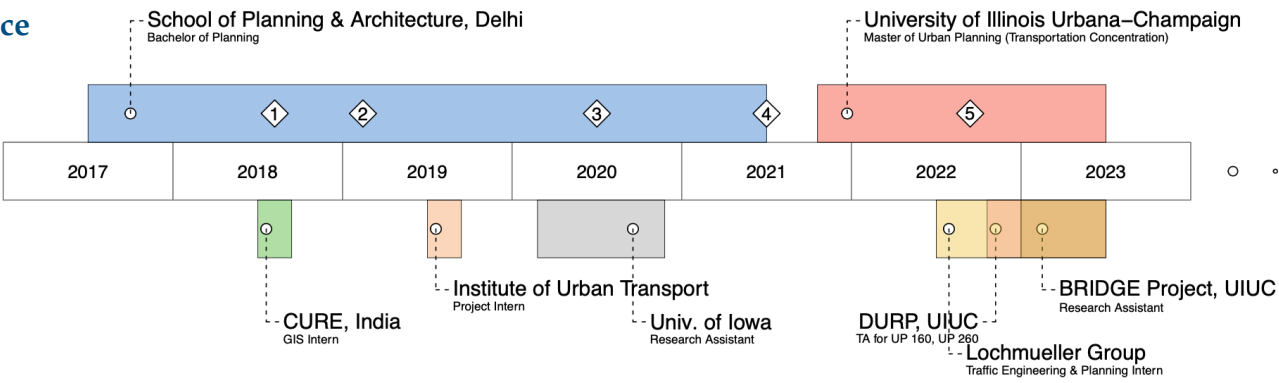 ce
School of Planning & Architecture, Delhi
Bachelor of Planning
University of Illinois Urbana–Champaign
Master of Urban Planning (Transportation Concentration)
1 2 3 4 5
2017 2018 2019 2020 2021 2022 2023
Institute of Urban Transport
Project Intern
BRIDGE Project, UIUC
Research Assistant
CURE, India
GIS Intern
Univ. of Iowa
Research Assistant
DURP, UIUC
TA for UP 160, UP 260
Lochmueller Group
Traffic Engineering & Planning Intern